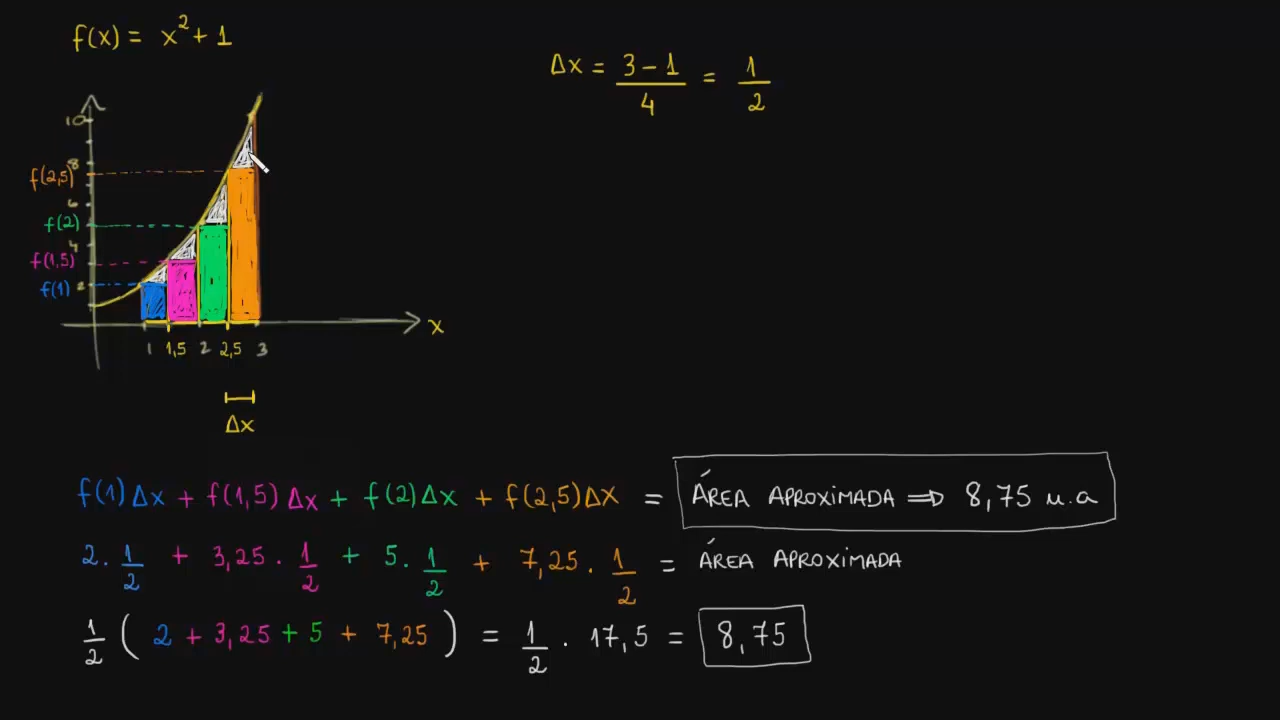 f(x) = x² + 1
Δx = 3 - 1 / 4 = 1 / 2
10
8
f(2,5)
6
f(2)
4
f(1,5)
2
f(1)
x
1 1,5 2 2,5 3
Δx
f(1)Δx + f(1,5)Δx + f(2)Δx + f(2,5)Δx = ÁREA APROXIMADA ⇒ 8,75 u.a
2 · 1/2 + 3,25 · 1/2 + 5 · 1/2 + 7,25 · 1/2 = ÁREA APROXIMADA
1/2 ( 2 + 3,25 + 5 + 7,25 ) = 1/2 · 17,5 = 8,75